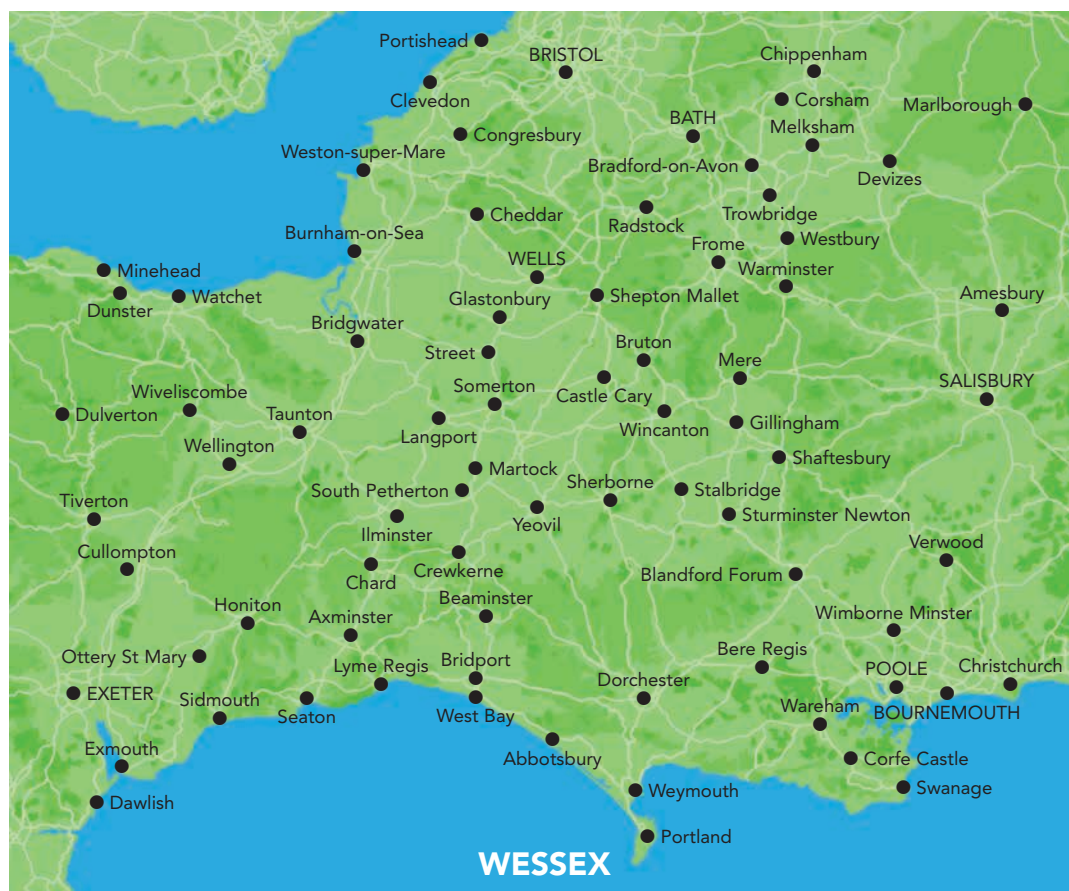 Portishead
BRISTOL
Chippenham
Clevedon
Corsham
Marlborough
BATH
Melksham
Congresbury
Weston-super-Mare
Bradford-on-Avon
Devizes
Cheddar
Radstock
Trowbridge
Burnham-on-Sea
Frome
Westbury
WELLS
Warminster
Minehead
Dunster
Watchet
Glastonbury
Shepton Mallet
Amesbury
Bridgwater
Street
Bruton
Mere
SALISBURY
Wiveliscombe
Somerton
Castle Cary
Dulverton
Taunton
Langport
Wincanton
Gillingham
Wellington
Martock
Shaftesbury
Tiverton
South Petherton
Sherborne
Stalbridge
Ilminster
Yeovil
Sturminster Newton
Cullompton
Chard
Crewkerne
Verwood
Blandford Forum
Honiton
Axminster
Beaminster
Wimborne Minster
Ottery St Mary
Lyme Regis
Bridport
Bere Regis
POOLE
Christchurch
EXETER
Sidmouth
Seaton
West Bay
Dorchester
Wareham
BOURNEMOUTH
Exmouth
Abbotsbury
Corfe Castle
Dawlish
Weymouth
Swanage
Portland
WESSEX